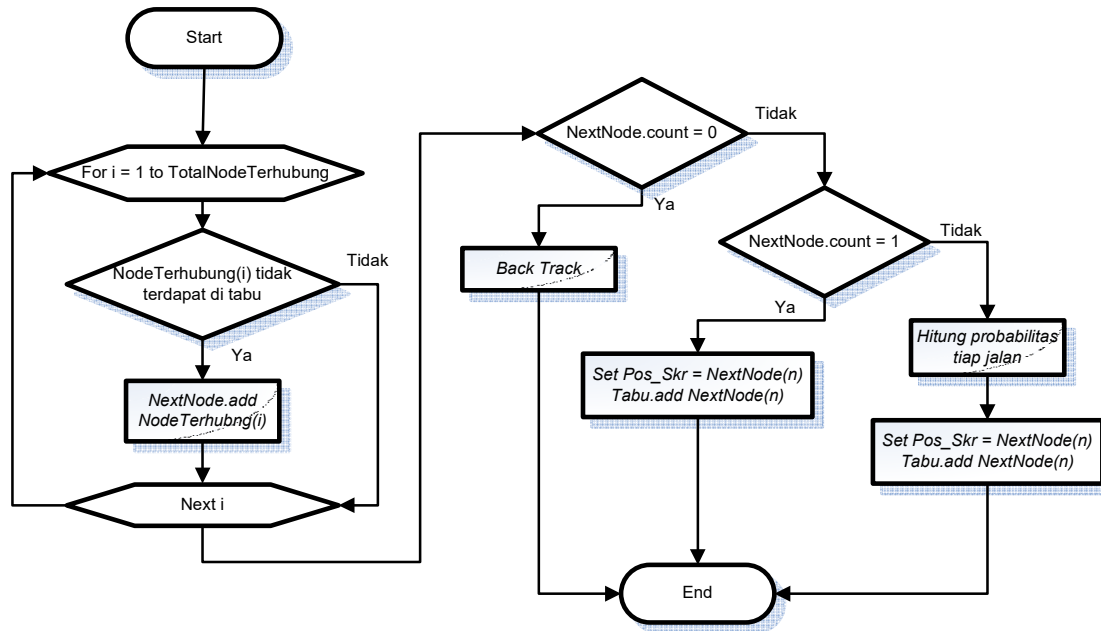 Start
For i = 1 to TotalNodeTerhubung
NodeTerhubung(i) tidak
terdapat di tabu
Tidak
Ya
NextNode.add
NodeTerhubng(i)
Next i
NextNode.count = 0
Tidak
Ya
Back Track
NextNode.count = 1
Tidak
Ya
Set Pos_Skr = NextNode(n)
Tabu.add NextNode(n)
Hitung probabilitas
tiap jalan
Set Pos_Skr = NextNode(n)
Tabu.add NextNode(n)
End